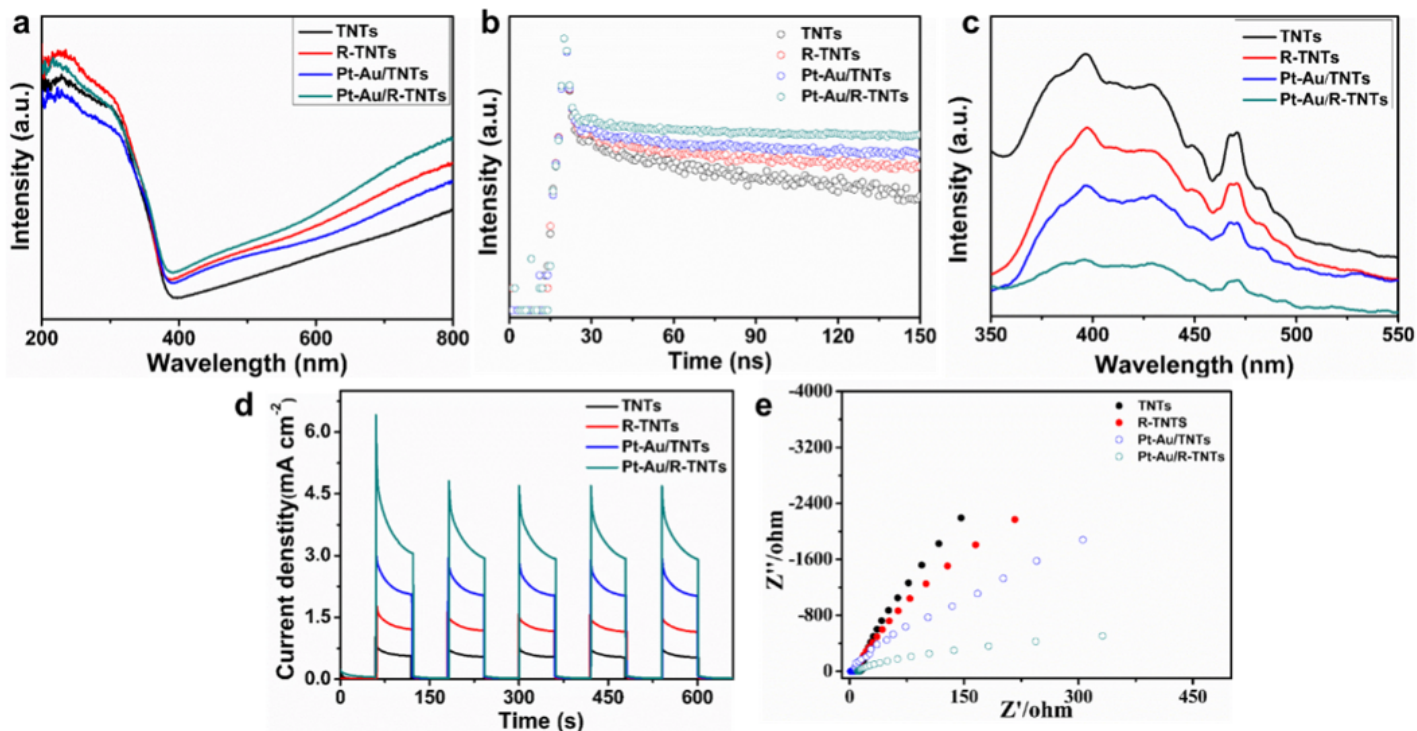 a
TNTs
R-TNTs
Pt-Au/TNTs
Pt-Au/R-TNTs
Intensity (a.u.)
200 400 600 800
Wavelength (nm)
b
TNTs
R-TNTs
Pt-Au/TNTs
Pt-Au/R-TNTs
Intensity (a.u.)
0 30 60 90 120 150
Time (ns)
c
TNTs
R-TNTs
Pt-Au/TNTs
Pt-Au/R-TNTs
Intensity (a.u.)
350 400 450 500 550
Wavelength (nm)
d
TNTs
R-TNTs
Pt-Au/TNTs
Pt-Au/R-TNTs
Current denstity(mA cm⁻²)
6.0
4.5
3.0
1.5
0.0
0 150 300 450 600
Time (s)
e
TNTs
R-TNTS
Pt-Au/TNTs
Pt-Au/R-TNTs
Z''/ohm
-4000
-3200
-2400
-1600
-800
0
0 150 300 450
Z'/ohm